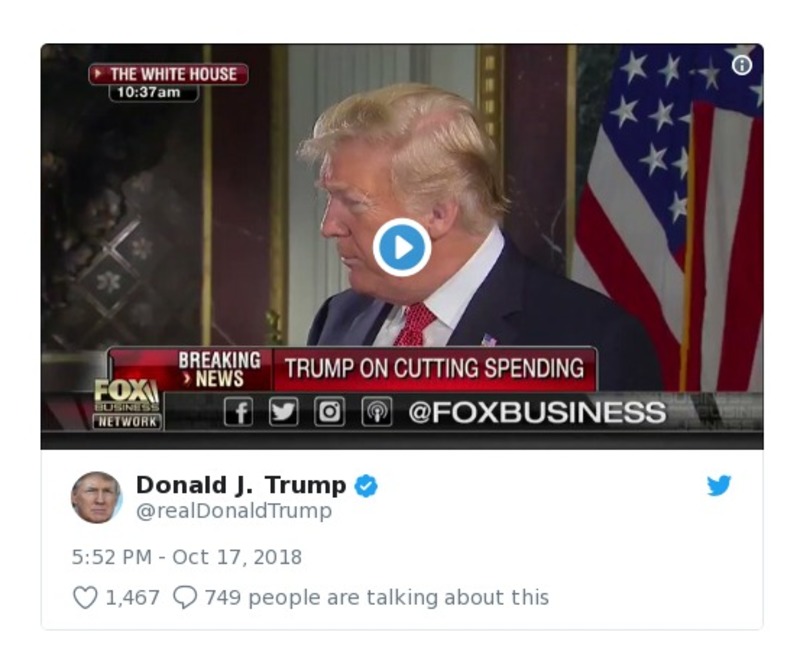 THE WHITE HOUSE
10:37am
BREAKING NEWS
TRUMP ON CUTTING SPENDING
FOX
BUSINESS
NETWORK
@FOXBUSINESS
Donald J. Trump
@realDonaldTrump
5:52 PM - Oct 17, 2018
1,467 749 people are talking about this